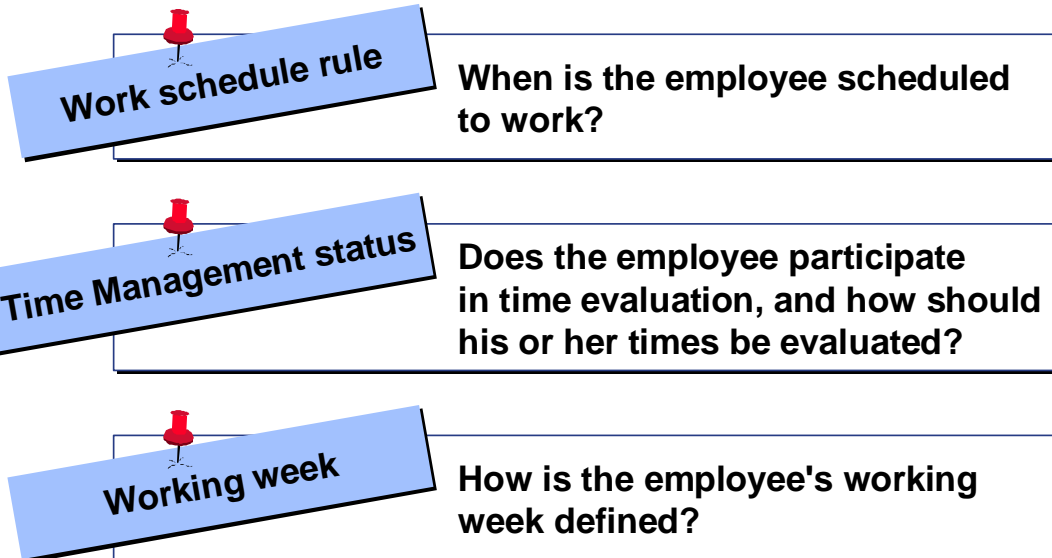 Work schedule rule
When is the employee scheduled
to work?
Time Management status
Does the employee participate
in time evaluation, and how should
his or her times be evaluated?
Working week
How is the employee's working
week defined?